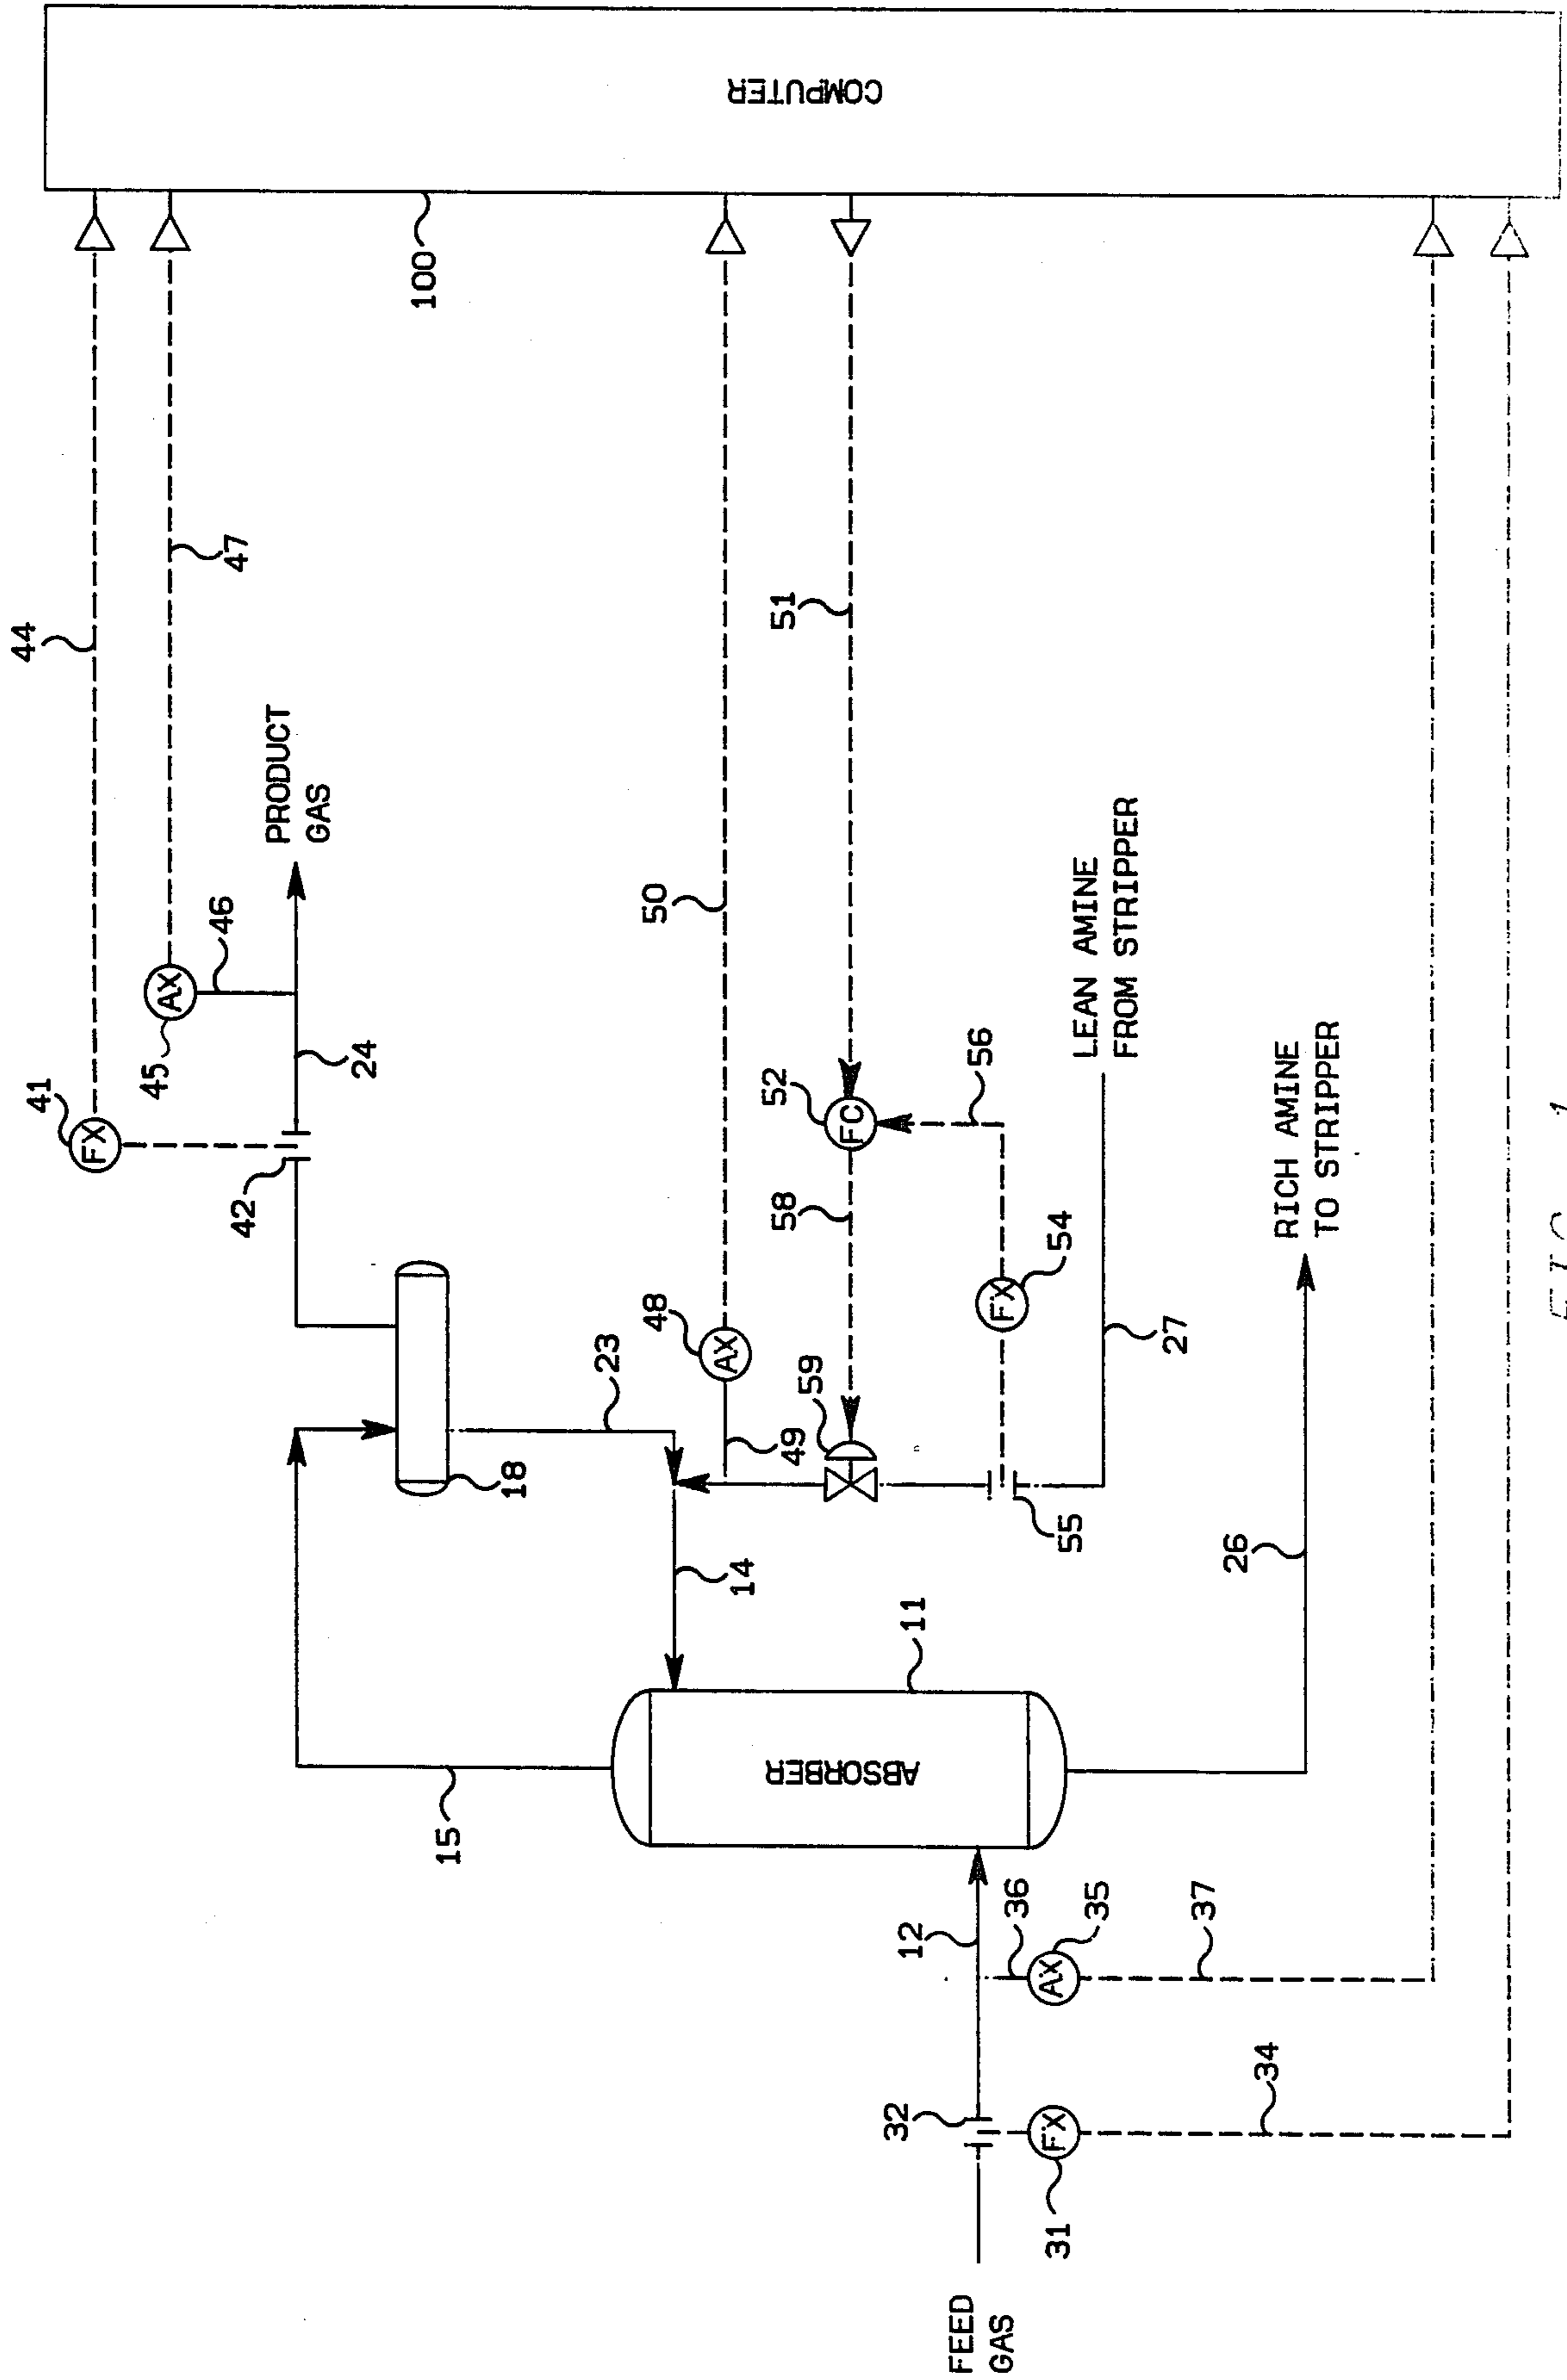 44
41
FX
47
AX
45
46
PRODUCT
GAS
42
24
15
18
23
48
AX
50
49
14
51
52
FC
58
59
56
54
FX
55
27
LEAN AMINE
FROM STRIPPER
100
COMPUTER
ABSORBER
11
12
32
36
FEED
GAS
31
FX
AX
35
26
RICH AMINE
TO STRIPPER
34
37